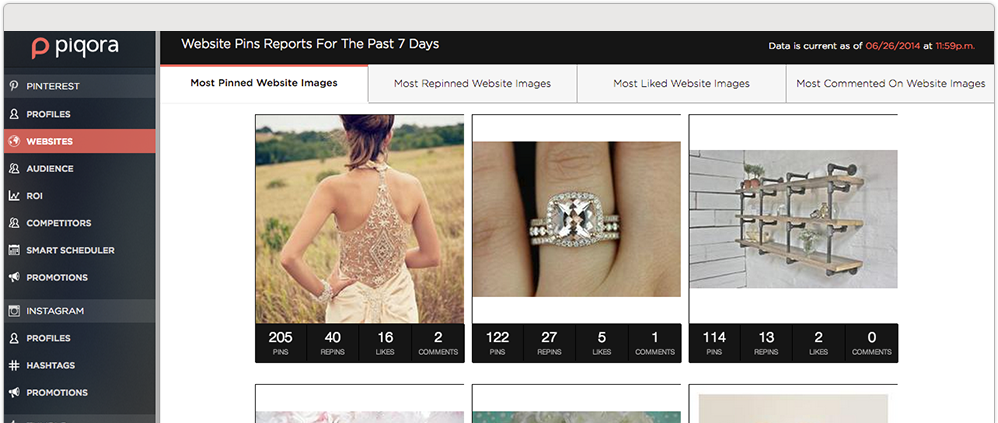 piqora
PINTEREST
PROFILES
WEBSITES
AUDIENCE
ROI
COMPETITORS
SMART SCHEDULER
PROMOTIONS
INSTAGRAM
PROFILES
HASHTAGS
PROMOTIONS
Website Pins Reports For The Past 7 Days
Data is current as of 06/26/2014 at 11:59p.m.
Most Pinned Website Images
Most Repinned Website Images
Most Liked Website Images
Most Commented On Website Images
205 40 16 2
PINS REPINS LIKES COMMENTS
122 27 5 1
PINS REPINS LIKES COMMENTS
114 13 2 0
PINS REPINS LIKES COMMENTS